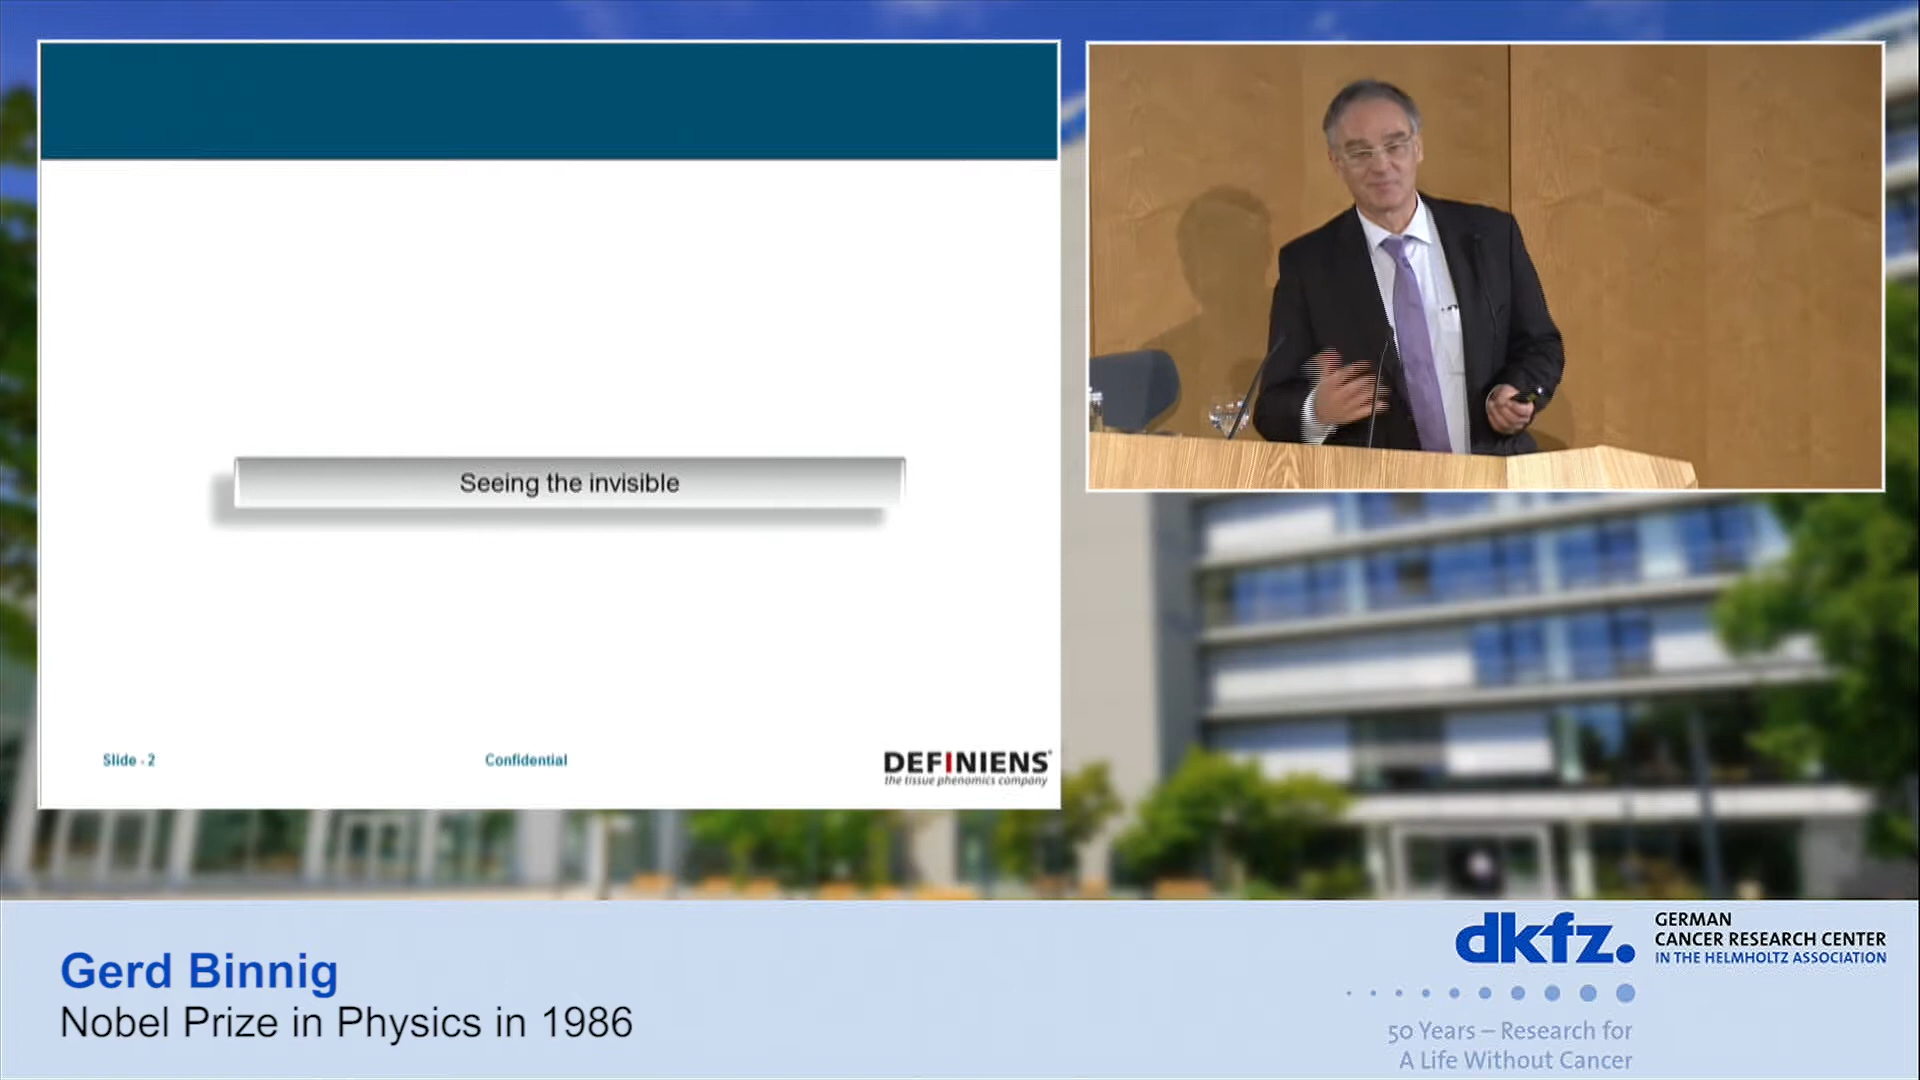 Seeing the invisible
Slide - 2
Confidential
DEFINIENS
the tissue phenomics company
Gerd Binnig
Nobel Prize in Physics in 1986
dkfz.
GERMAN
CANCER RESEARCH CENTER
IN THE HELMHOLTZ ASSOCIATION
50 Years – Research for
A Life Without Cancer